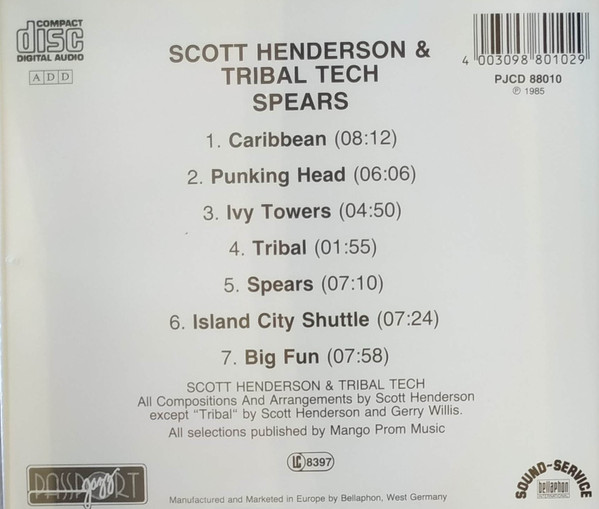 COMPACT
disc
DIGITAL AUDIO
A D D
SCOTT HENDERSON &
TRIBAL TECH
SPEARS
4 003098 801029
PJCD 88010
℗ 1985
1. Caribbean (08:12)
2. Punking Head (06:06)
3. Ivy Towers (04:50)
4. Tribal (01:55)
5. Spears (07:10)
6. Island City Shuttle (07:24)
7. Big Fun (07:58)
SCOTT HENDERSON & TRIBAL TECH
All Compositions And Arrangements by Scott Henderson
except "Tribal" by Scott Henderson and Gerry Willis.
All selections published by Mango Prom Music
LC 8397
PASSPORT
jazz
SOUND-SERVICE
bellaphon
INTERNATIONAL
Manufactured and Marketed in Europe by Bellaphon, West Germany